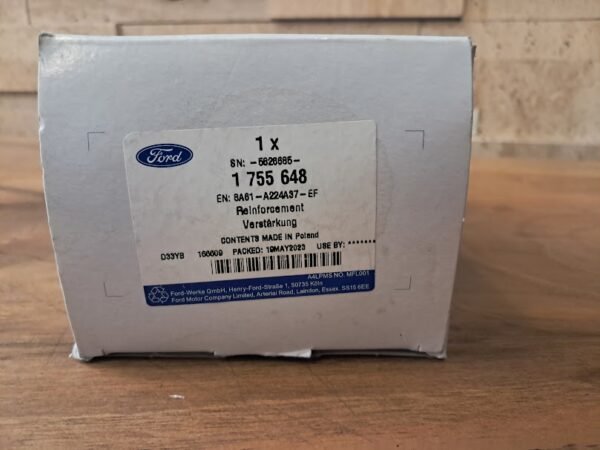 Ford
1 x
SN: -5626665-
1 755 648
EN: 8A61-A224A37-EF
Reinforcement
Verstärkung
CONTENTS MADE IN Poland
D33YB 166609 PACKED: 19MAY2023 USE BY: *******
A4LPMS NO. MFL001
Ford-Werke GmbH, Henry-Ford-Straße 1, 50735 Köln
Ford Motor Company Limited, Arterial Road, Laindon, Essex. SS15 6EE